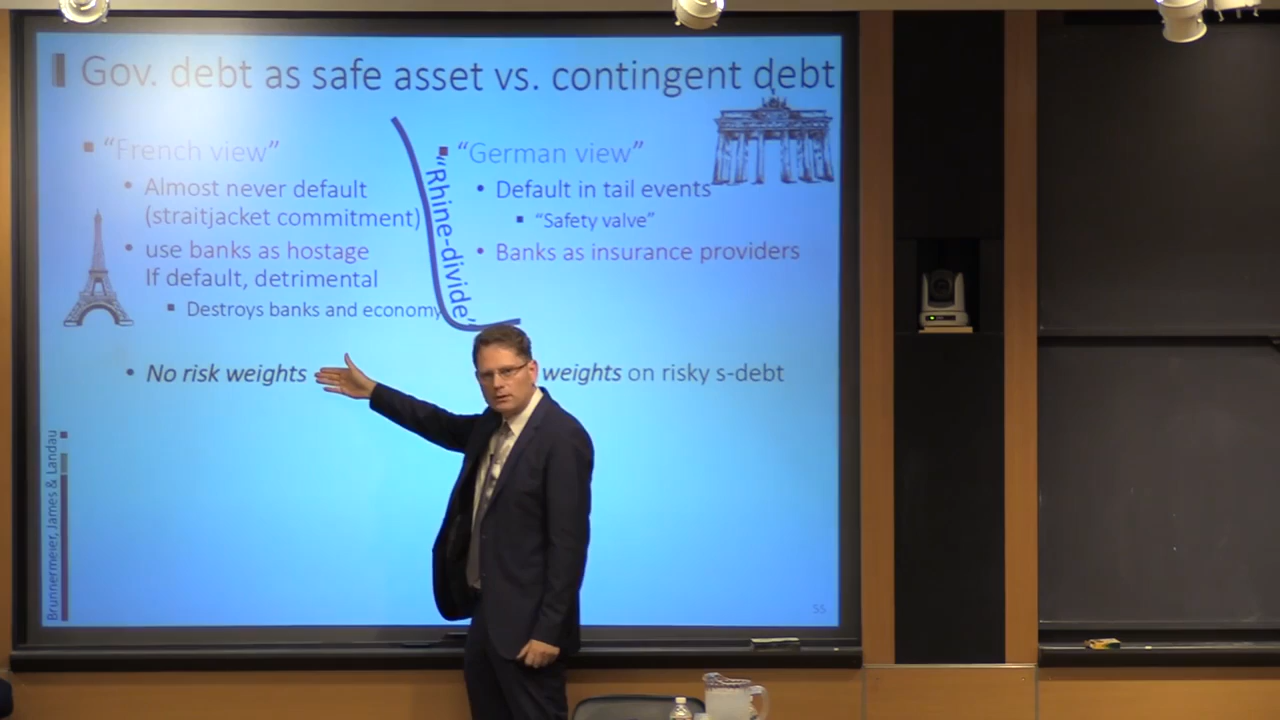 Gov. debt as safe asset vs. contingent debt
“French view”
Almost never default
(straitjacket commitment)
use banks as hostage
If default, detrimental
Destroys banks and economy
No risk weights
“Rhine-divide”
“German view”
Default in tail events
“Safety valve”
Banks as insurance providers
weights on risky s-debt
Brunnermeier, James & Landau
55